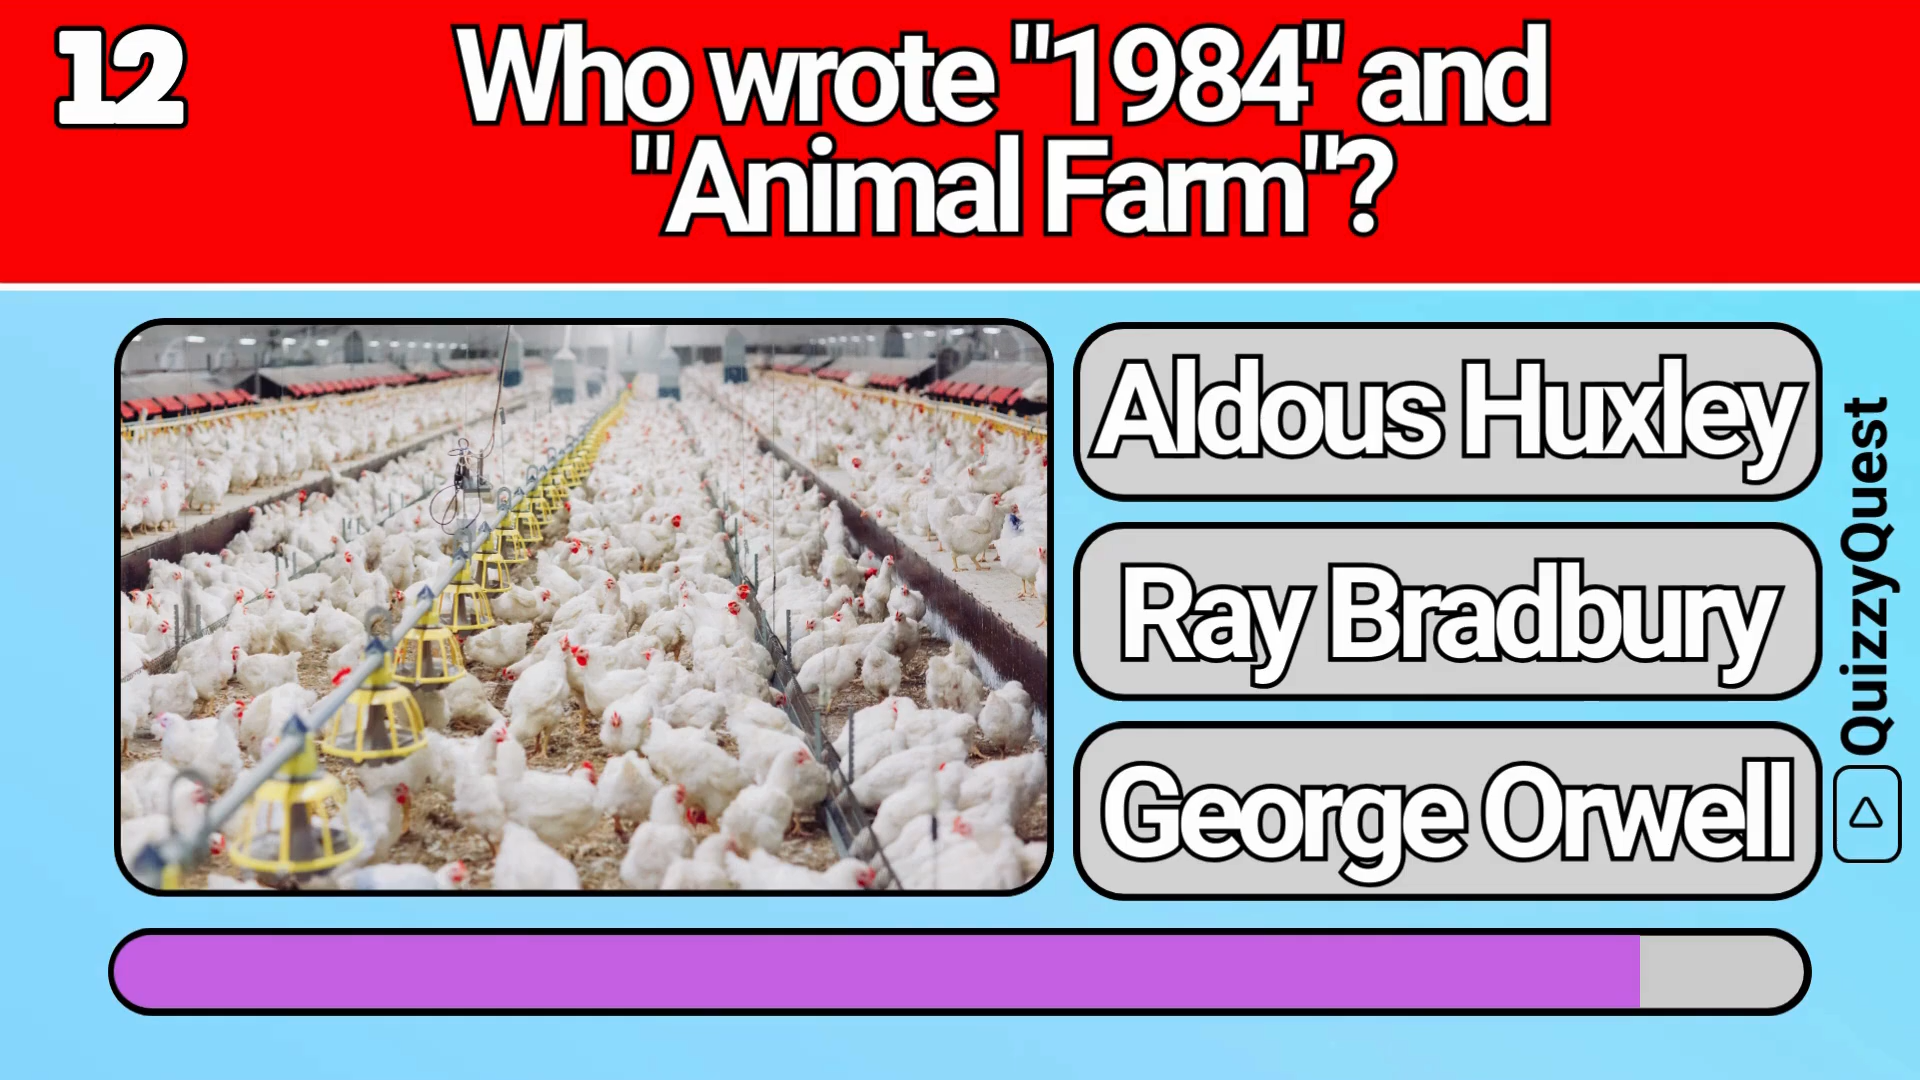 12
Who wrote "1984" and
"Animal Farm"?
Aldous Huxley
Ray Bradbury
George Orwell
QuizzyQuest